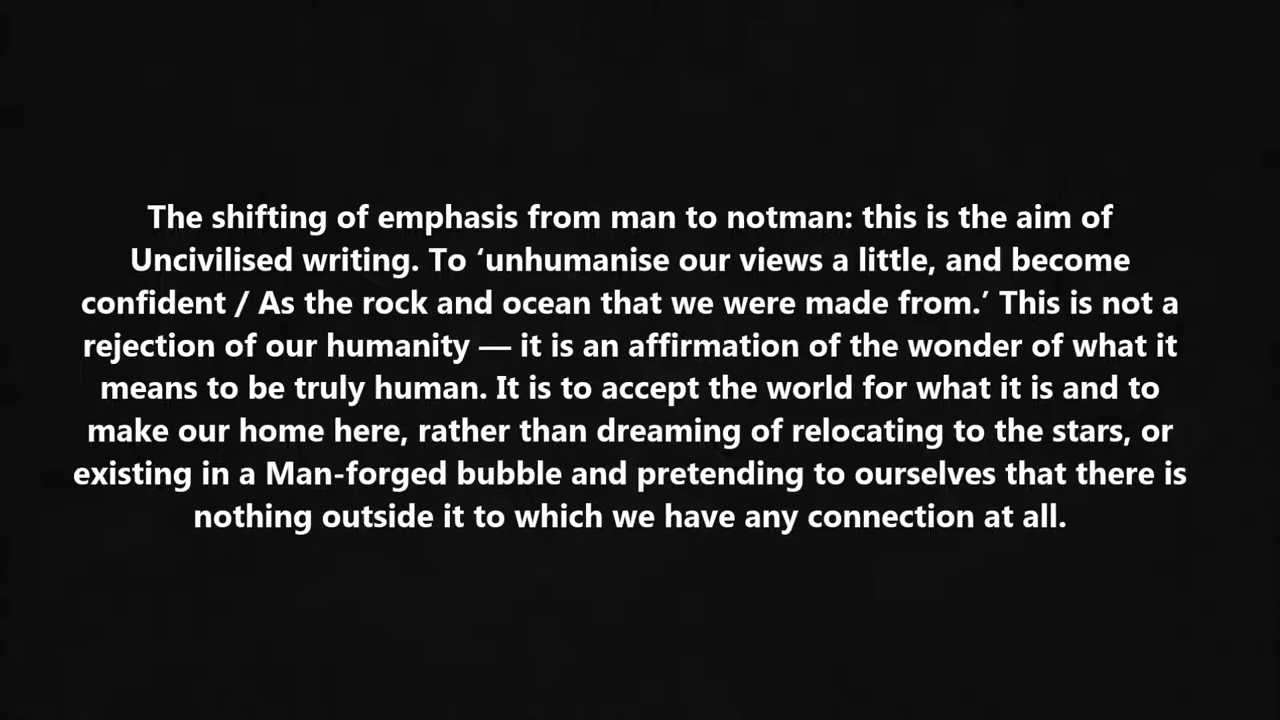 The shifting of emphasis from man to notman: this is the aim of
Uncivilised writing. To ‘unhumanise our views a little, and become
confident / As the rock and ocean that we were made from.’ This is not a
rejection of our humanity — it is an affirmation of the wonder of what it
means to be truly human. It is to accept the world for what it is and to
make our home here, rather than dreaming of relocating to the stars, or
existing in a Man-forged bubble and pretending to ourselves that there is
nothing outside it to which we have any connection at all.